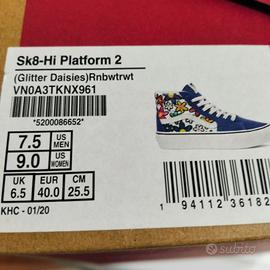 Sk8-Hi Platform 2
(Glitter Daisies)Rnbwtrwt
VN0A3TKNX961
*5200086652*
7.5 US MEN
9.0 US WOMEN
UK EUR CM
6.5 40.0 25.5
KHC - 01/20
1 94112 36182
subito